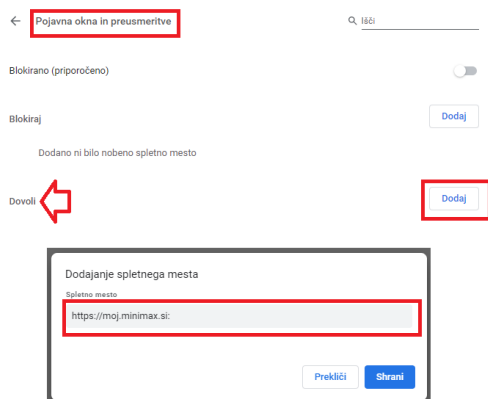 Pojavna okna in preusmeritve
Išči
Blokirano (priporočeno)
Blokiraj
Dodaj
Dodano ni bilo nobeno spletno mesto
Dovoli
Dodaj
Dodajanje spletnega mesta
Spletno mesto
https://moj.minimax.si:
Prekliči
Shrani